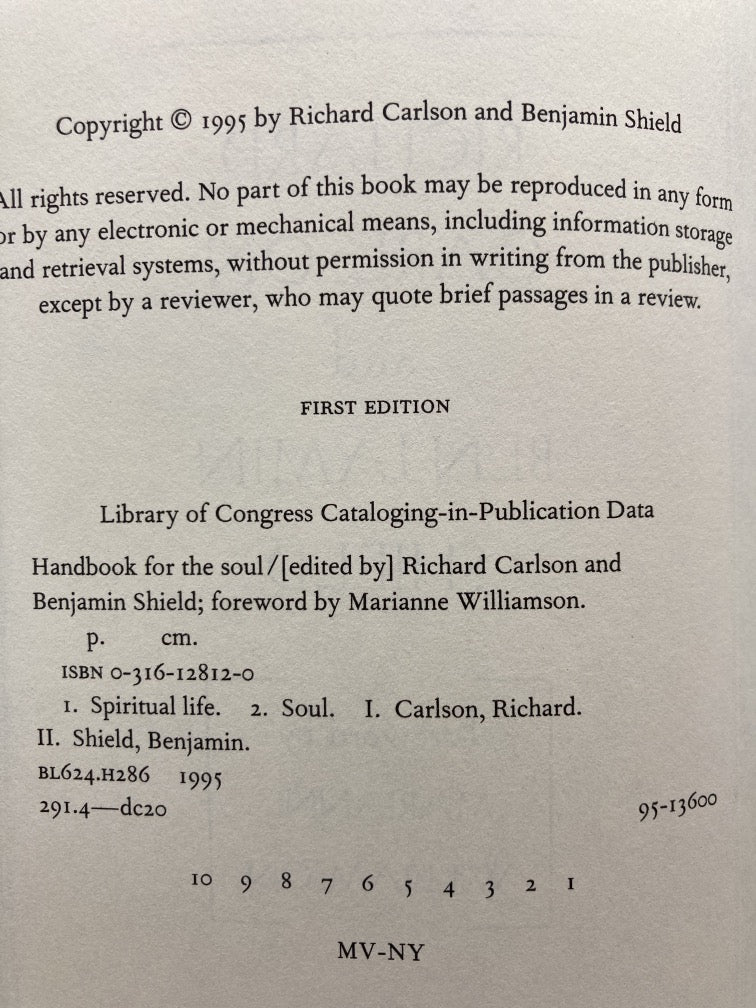 Copyright © 1995 by Richard Carlson and Benjamin Shield
All rights reserved. No part of this book may be reproduced in any form
or by any electronic or mechanical means, including information storage
and retrieval systems, without permission in writing from the publisher,
except by a reviewer, who may quote brief passages in a review.
FIRST EDITION
Library of Congress Cataloging-in-Publication Data
Handbook for the soul/[edited by] Richard Carlson and
Benjamin Shield; foreword by Marianne Williamson.
p. cm.
ISBN 0-316-12812-0
1. Spiritual life. 2. Soul. I. Carlson, Richard.
II. Shield, Benjamin.
BL624.H286 1995
291.4—dc20 95-13600
10 9 8 7 6 5 4 3 2 1
MV-NY